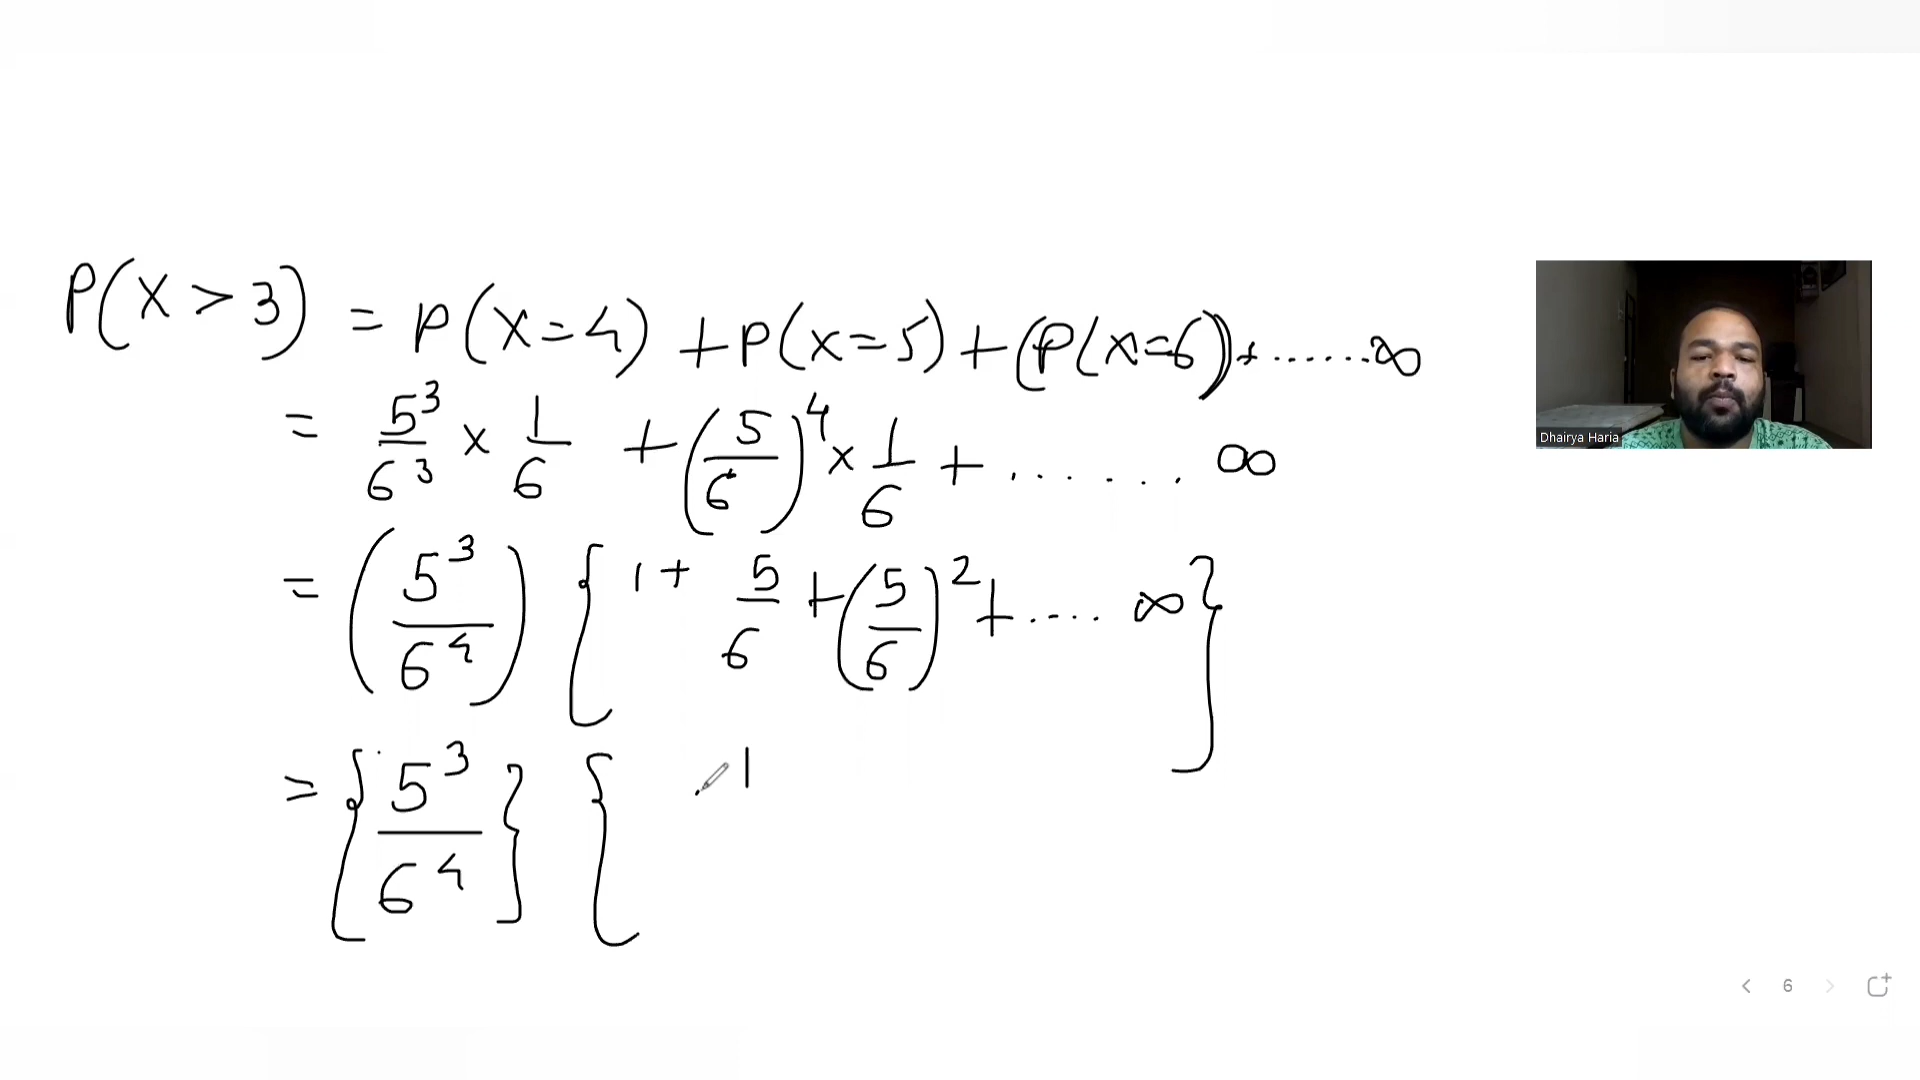 P(X > 3) = P(X=4) + P(x=5) + (P(x=6)) + ...... ∞
= 5³/6³ x 1/6 + (5/6)⁴ x 1/6 + ...... ∞
= (5³/6⁴) { 1 + 5/6 + (5/6)² + .... ∞ }
= { 5³/6⁴ } { 1
Dhairya Haria
< 6 >